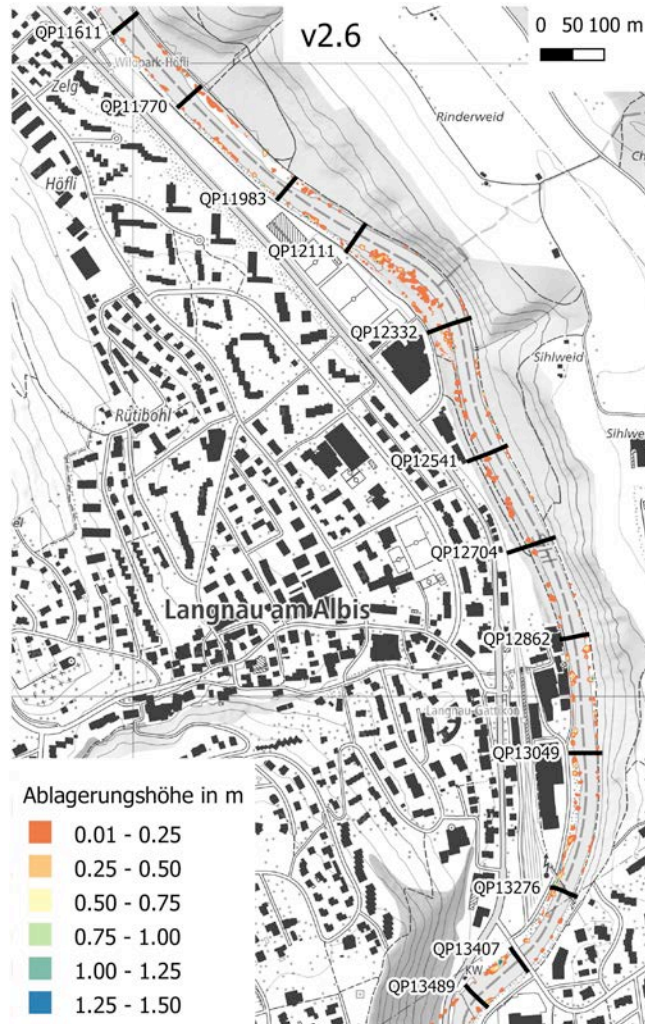 QP11611
v2.6
0 50 100 m
Wildpark-Höfli
Zelg
QP11770
Rinderweid
Höfli
QP11983
QP12111
QP12332
Sihlweid
Rütibohl
QP12541
QP12704
Langnau am Albis
QP12862
Langnau-Gattikon
QP13049
Ablagerungshöhe in m
0.01 - 0.25
0.25 - 0.50
QP13276
0.50 - 0.75
0.75 - 1.00
QP13407
KW
1.00 - 1.25
QP13489
1.25 - 1.50